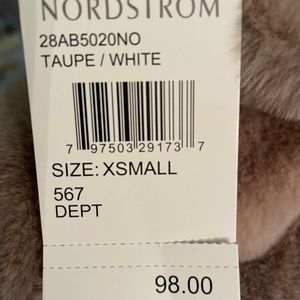 NORDSTROM
28AB5020NO
TAUPE / WHITE
7 97503 29173 7
SIZE: XSMALL
567
DEPT
98.00